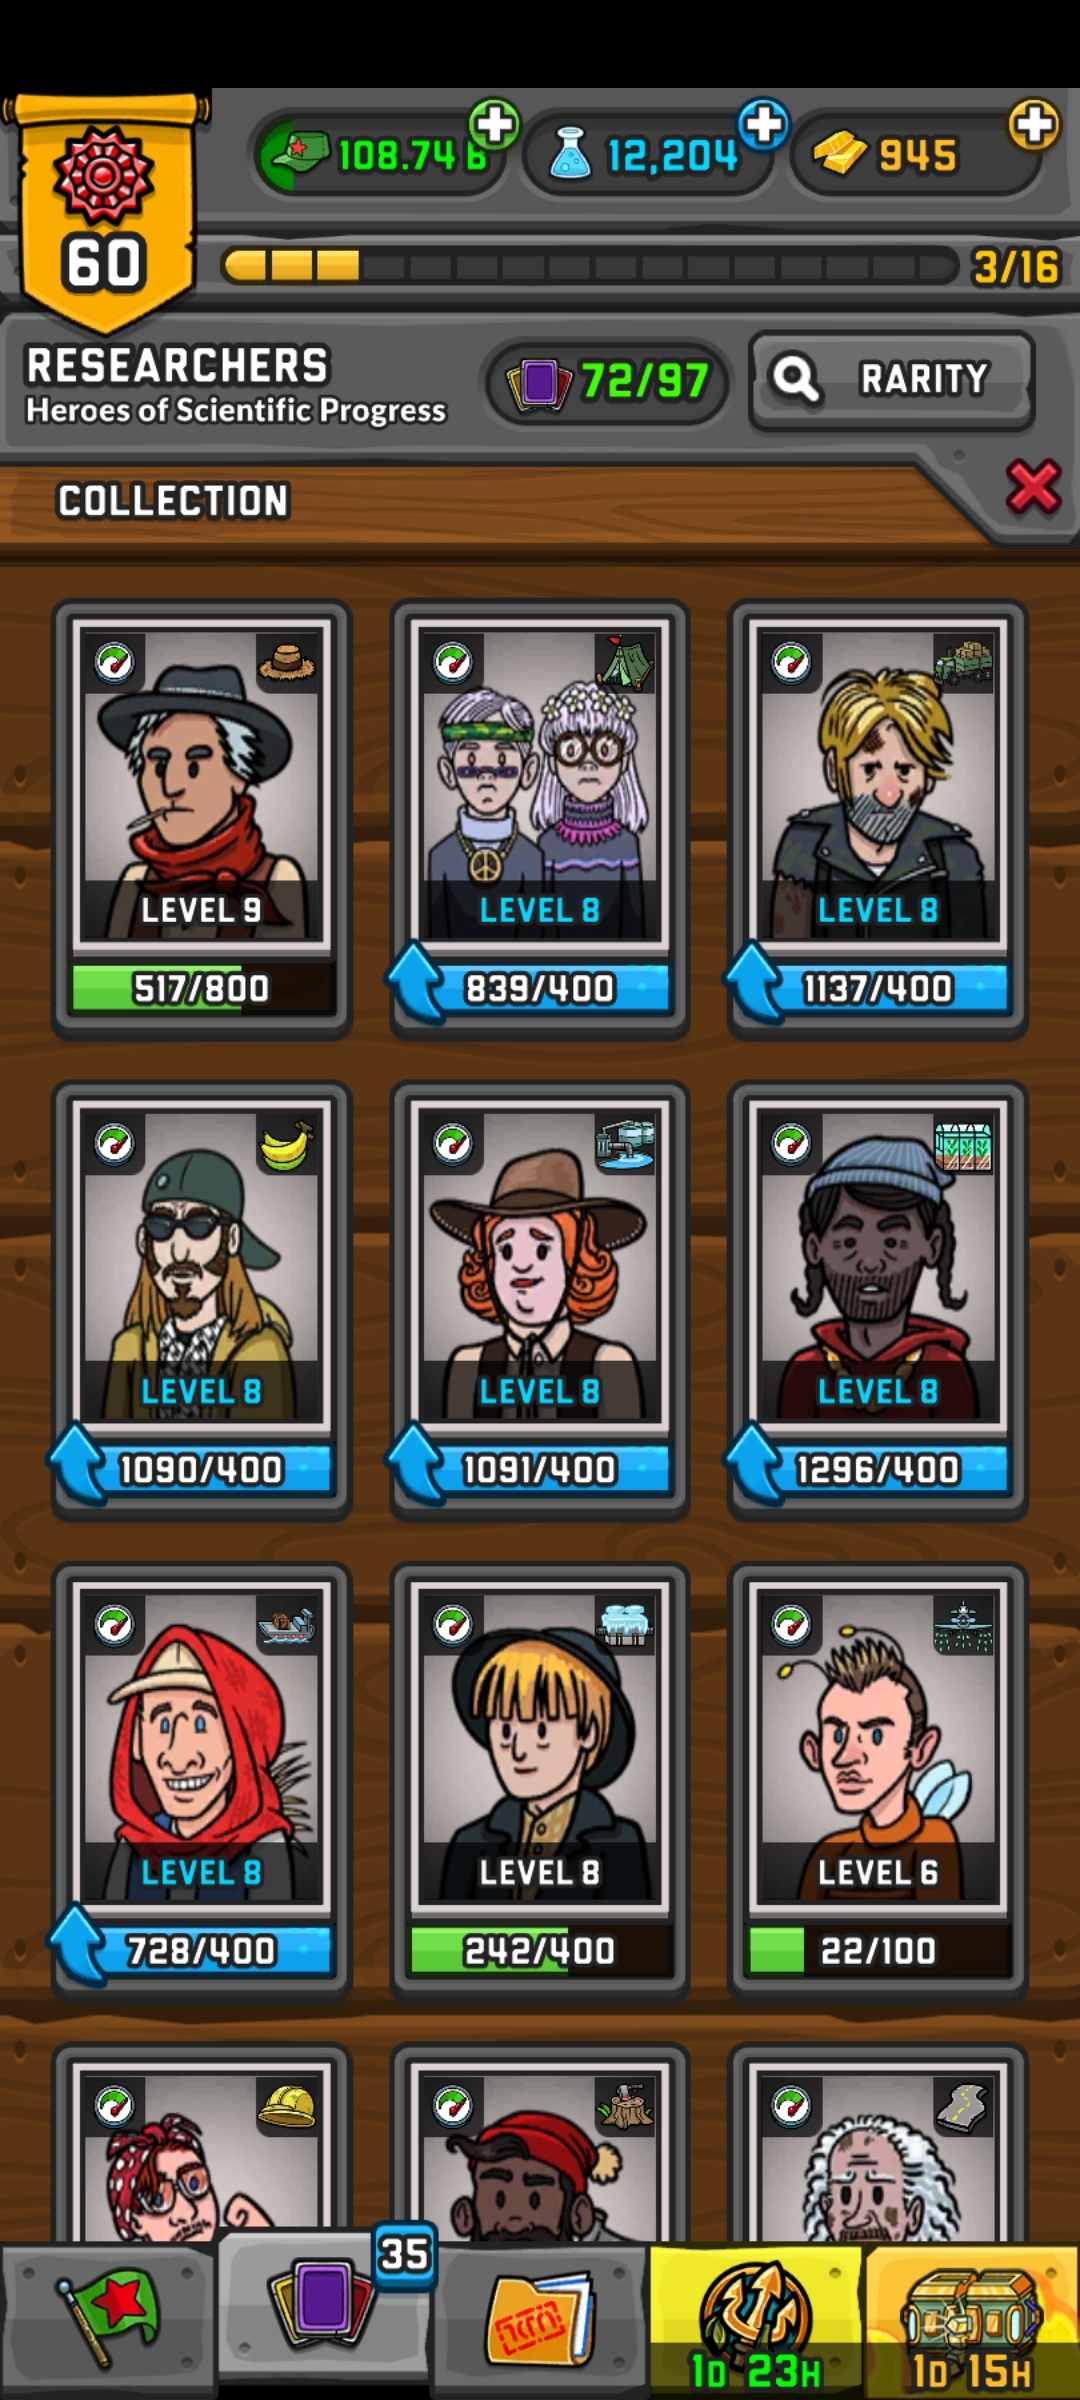 108.74 B
12,204
945
60
3/16
RESEARCHERS
Heroes of Scientific Progress
72/97
RARITY
COLLECTION
LEVEL 9
LEVEL 8
LEVEL 8
517/800
839/400
1137/400
LEVEL 8
LEVEL 8
LEVEL 8
1090/400
1091/400
1296/400
LEVEL 8
LEVEL 8
LEVEL 6
728/400
242/400
22/100
35
1D 23H
1D 15H